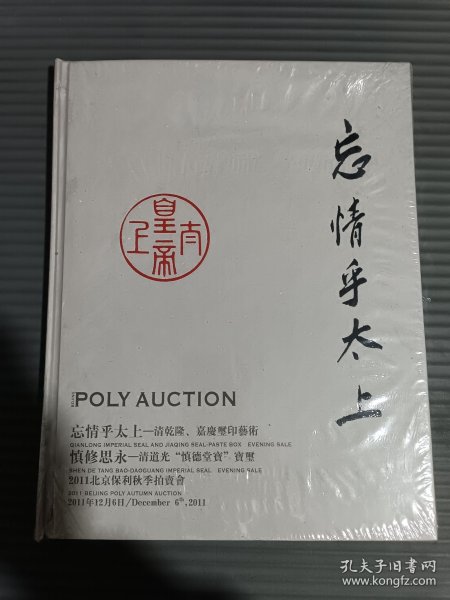 忘情乎太上
太上皇帝
POLY AUCTION
忘情乎太上—清乾隆、嘉慶璽印藝術
QIANLONG IMPERIAL SEAL AND JIAQING SEAL-PASTE BOX EVENING SALE
慎修思永—清道光“慎德堂寶”寶璽
SHEN DE TANG BAO-DAOGUANG IMPERIAL SEAL EVENING SALE
2011北京保利秋季拍賣會
2011 BEIJING POLY AUTUMN AUCTION
2011年12月6日/December 6th,2011
孔夫子旧书网
www.kongfz.com